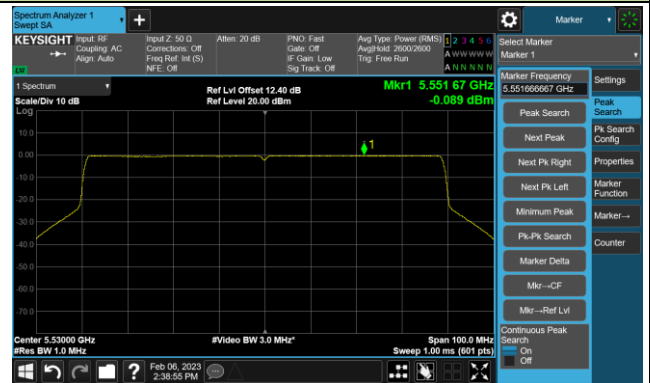 Spectrum Analyzer 1
Swept SA
Marker
KEYSIGHT
Input: RF
Coupling: AC
Align: Auto
Input Z: 50 Ω
Corrections: Off
Freq Ref: Int (S)
NFE: Off
Atten: 20 dB
PNO: Fast
Gate: Off
IF Gain: Low
Sig Track: Off
Avg Type: Power (RMS)
Avg|Hold: 2600/2600
Trig: Free Run
1 2 3 4 5 6
A W W W W W
A N N N N N
Select Marker
Marker 1
1 Spectrum
Scale/Div 10 dB
Ref Lvl Offset 12.40 dB
Ref Level 20.00 dBm
Mkr1 5.551 67 GHz
-0.089 dBm
Log
10.0
0.00
-10.0
-20.0
-30.0
-40.0
-50.0
-60.0
-70.0
1
Center 5.53000 GHz
#Res BW 1.0 MHz
#Video BW 3.0 MHz*
Span 100.0 MHz
Sweep 1.00 ms (601 pts)
Marker Frequency
5.551666667 GHz
Peak Search
Next Peak
Next Pk Right
Next Pk Left
Minimum Peak
Pk-Pk Search
Marker Delta
Mkr→CF
Mkr→Ref Lvl
Continuous Peak
Search
On
Off
Settings
Peak
Search
Pk Search
Config
Properties
Marker
Function
Marker→
Counter
?
Feb 06, 2023
2:38:55 PM